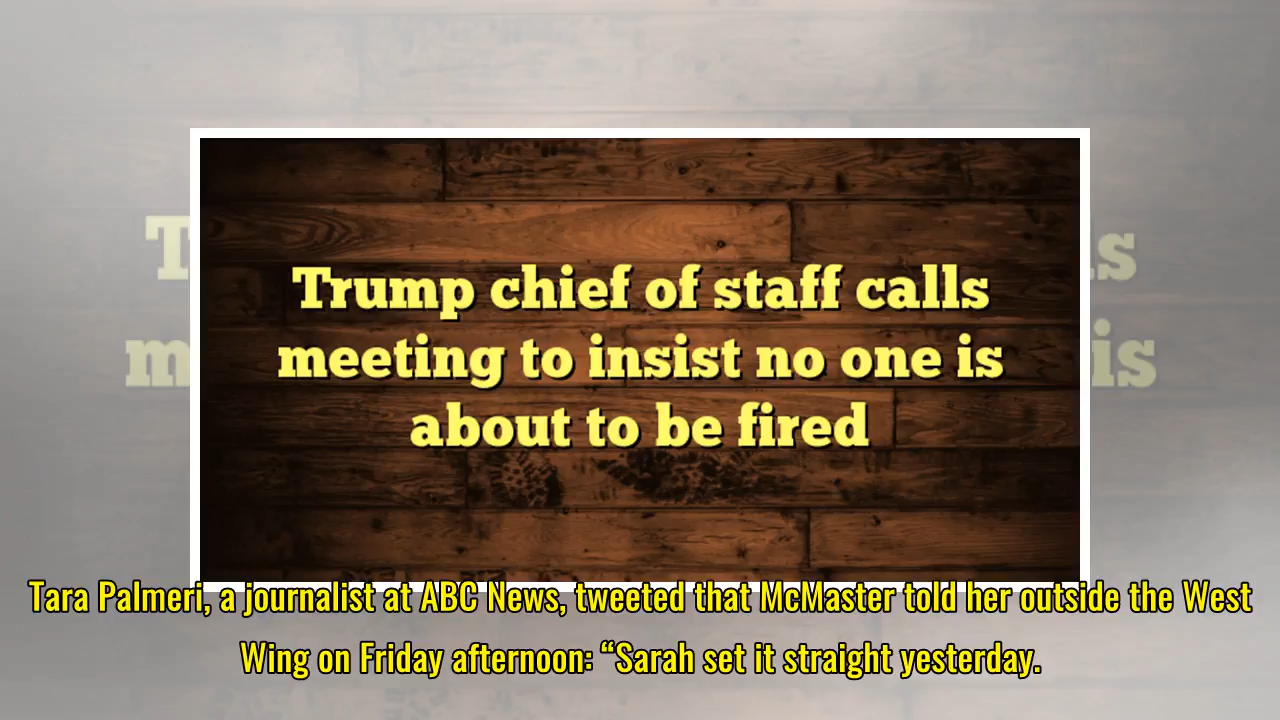 Trump chief of staff calls
meeting to insist no one is
about to be fired
Tara Palmeri, a journalist at ABC News, tweeted that McMaster told her outside the West
Wing on Friday afternoon: “Sarah set it straight yesterday.